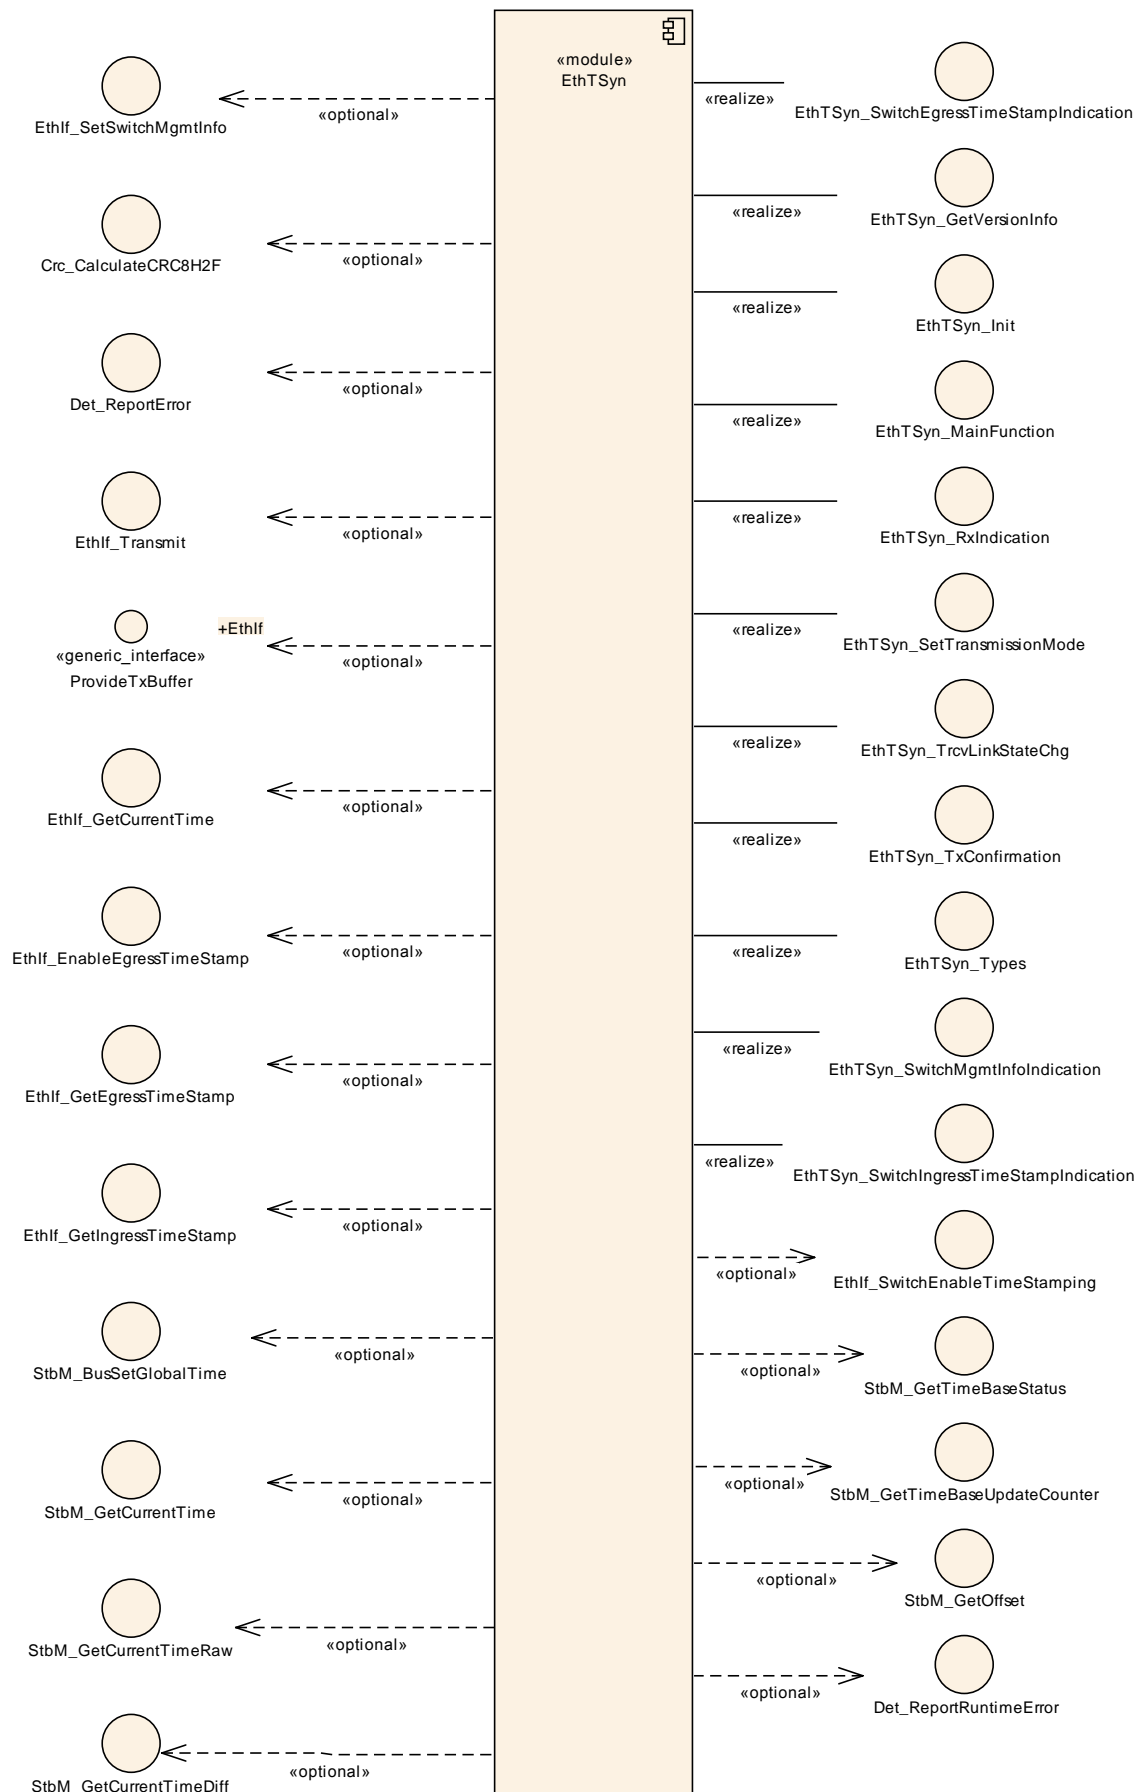 «module»
EthTSyn
EthIf_SetSwitchMgmtInfo
«optional»
Crc_CalculateCRC8H2F
«optional»
Det_ReportError
«optional»
EthIf_Transmit
«optional»
+EthIf
«generic_interface»
ProvideTxBuffer
«optional»
EthIf_GetCurrentTime
«optional»
EthIf_EnableEgressTimeStamp
«optional»
EthIf_GetEgressTimeStamp
«optional»
EthIf_GetIngressTimeStamp
«optional»
StbM_BusSetGlobalTime
«optional»
StbM_GetCurrentTime
«optional»
StbM_GetCurrentTimeRaw
«optional»
StbM_GetCurrentTimeDiff
«optional»
«realize»
EthTSyn_SwitchEgressTimeStampIndication
«realize»
EthTSyn_GetVersionInfo
«realize»
EthTSyn_Init
«realize»
EthTSyn_MainFunction
«realize»
EthTSyn_RxIndication
«realize»
EthTSyn_SetTransmissionMode
«realize»
EthTSyn_TrcvLinkStateChg
«realize»
EthTSyn_TxConfirmation
«realize»
EthTSyn_Types
«realize»
EthTSyn_SwitchMgmtInfoIndication
«realize»
EthTSyn_SwitchIngressTimeStampIndication
«optional»
EthIf_SwitchEnableTimeStamping
«optional»
StbM_GetTimeBaseStatus
«optional»
StbM_GetTimeBaseUpdateCounter
«optional»
StbM_GetOffset
«optional»
Det_ReportRuntimeError